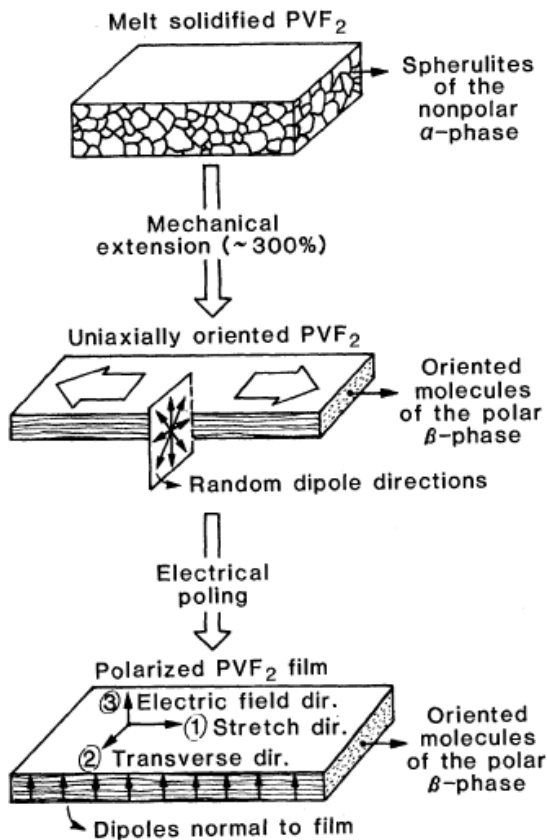 Melt solidified PVF2
Spherulites
of the
nonpolar
α-phase
Mechanical
extension (~300%)
Uniaxially oriented PVF2
Oriented
molecules
of the polar
β-phase
Random dipole directions
Electrical
poling
Polarized PVF2 film
③ Electric field dir.
① Stretch dir.
② Transverse dir.
Oriented
molecules
of the polar
β-phase
Dipoles normal to film